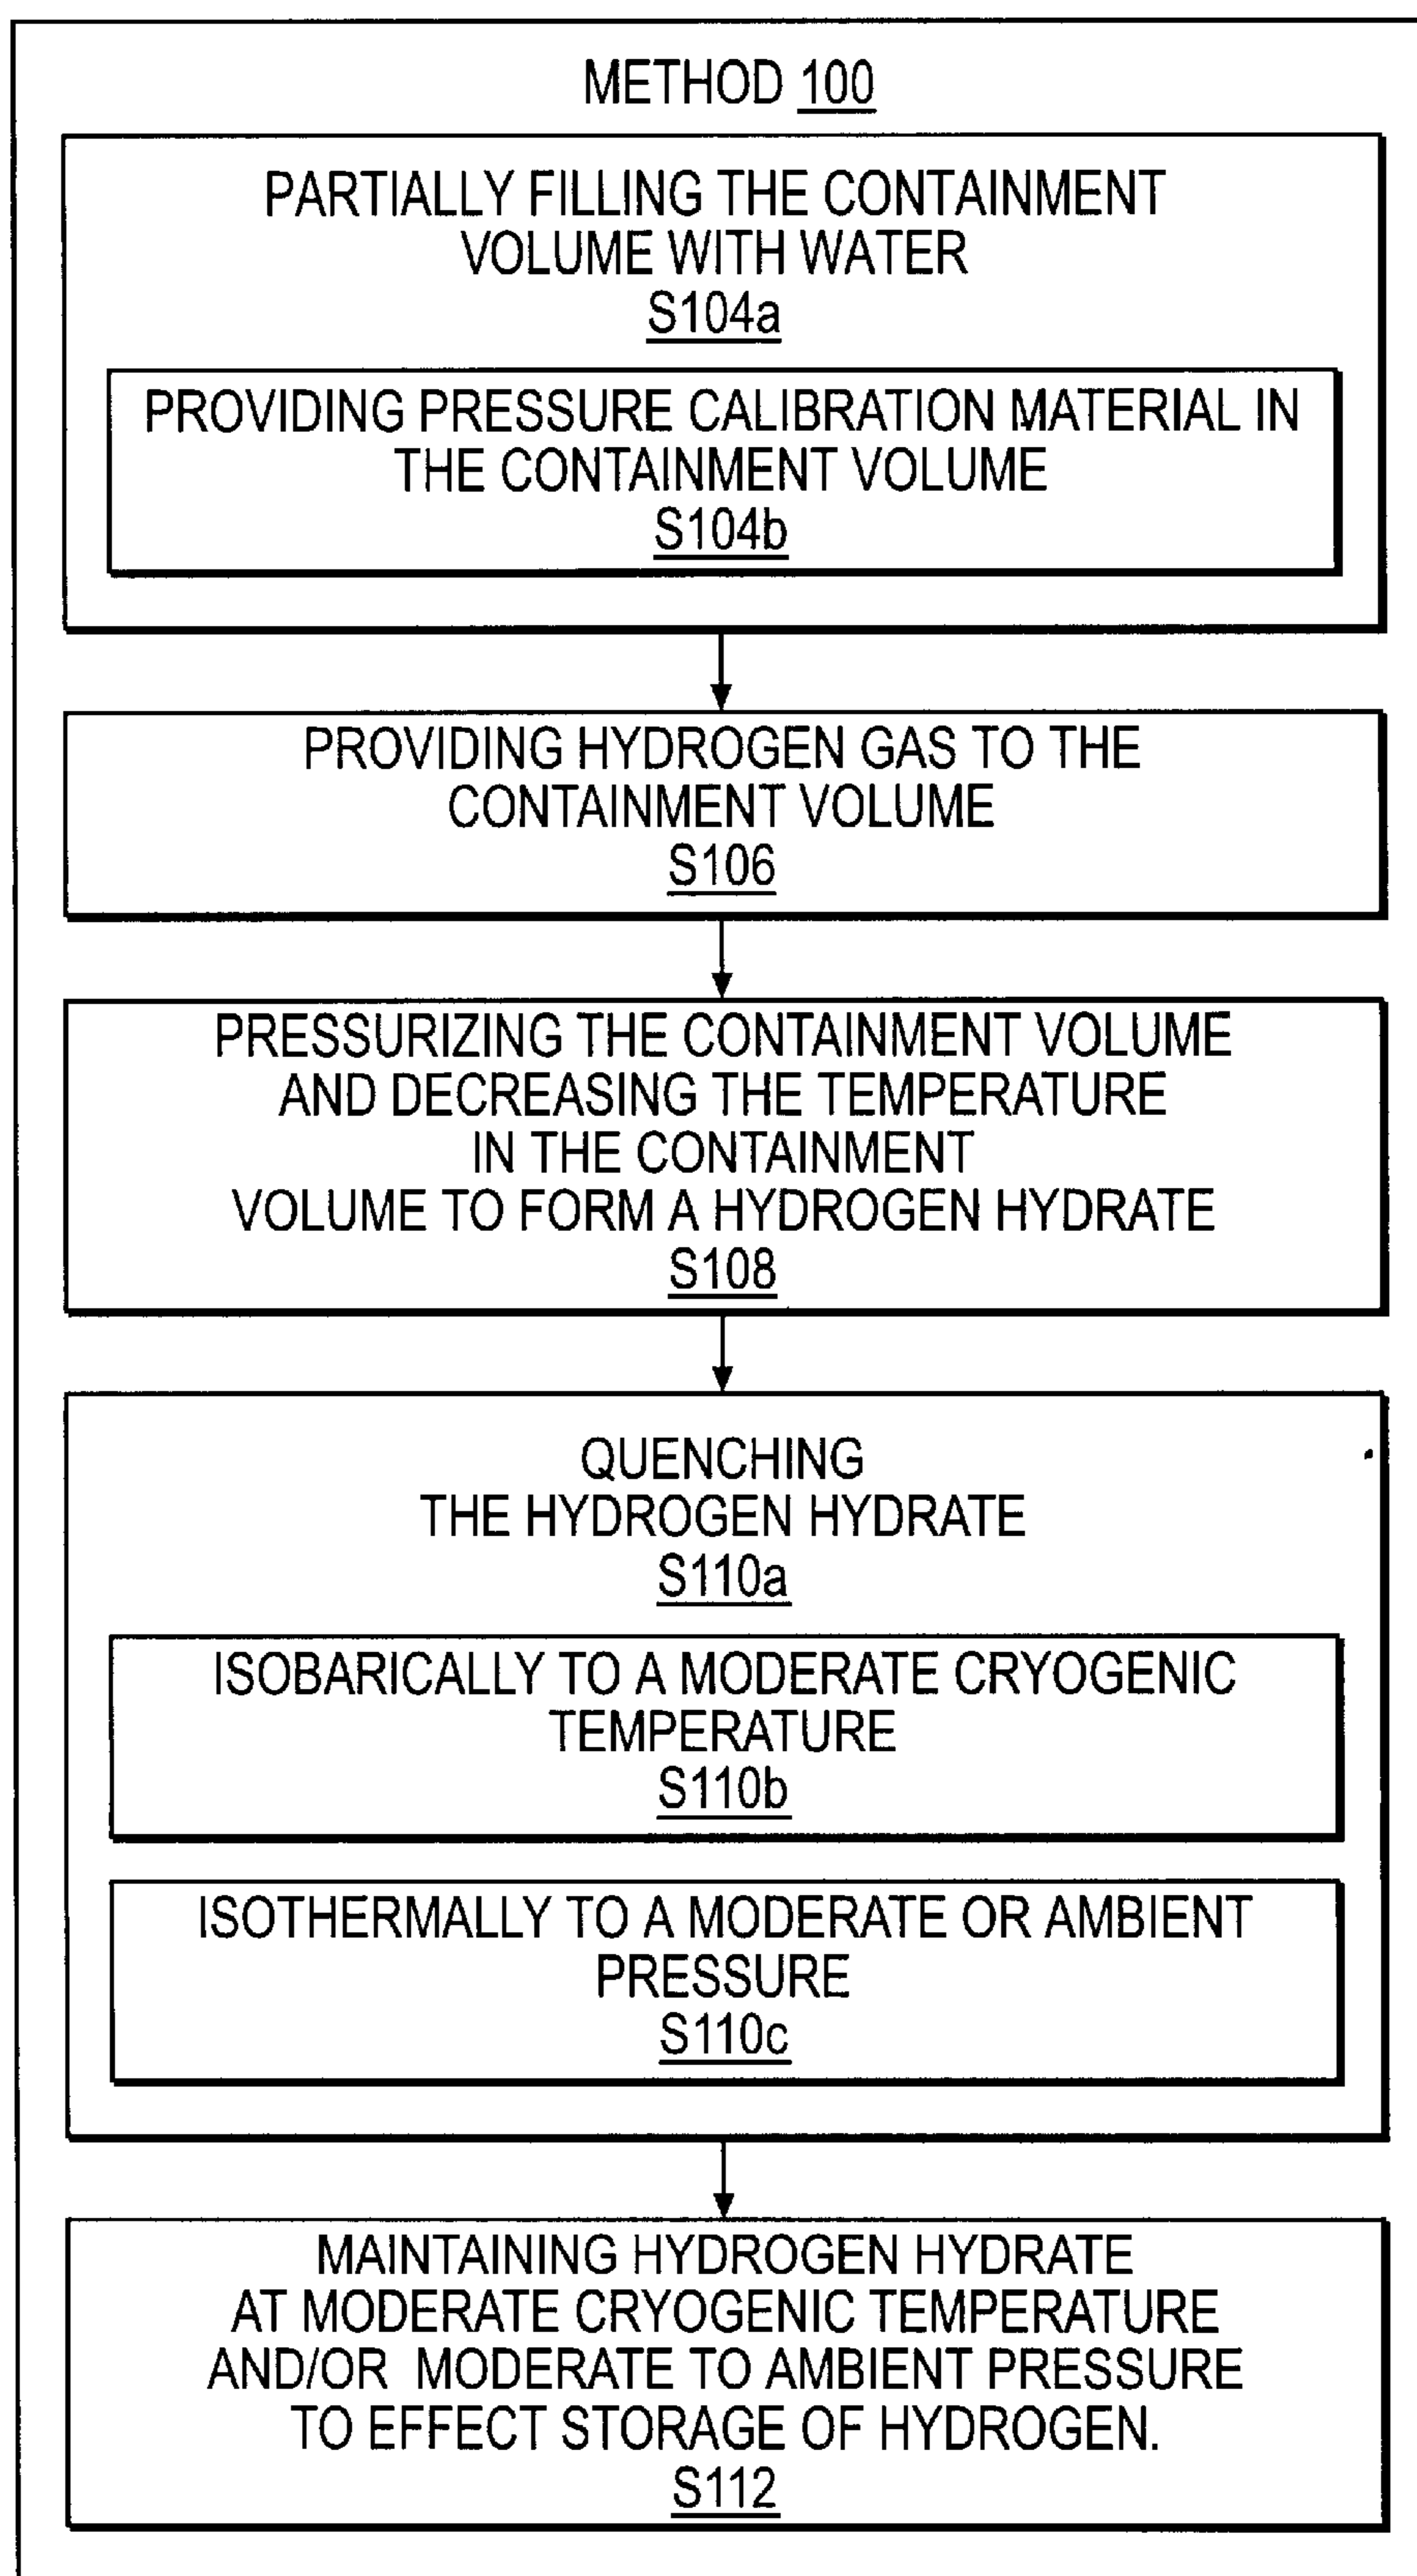 METHOD 100
PARTIALLY FILLING THE CONTAINMENT
VOLUME WITH WATER
S104a
PROVIDING PRESSURE CALIBRATION MATERIAL IN
THE CONTAINMENT VOLUME
S104b
PROVIDING HYDROGEN GAS TO THE
CONTAINMENT VOLUME
S106
PRESSURIZING THE CONTAINMENT VOLUME
AND DECREASING THE TEMPERATURE
IN THE CONTAINMENT
VOLUME TO FORM A HYDROGEN HYDRATE
S108
QUENCHING
THE HYDROGEN HYDRATE
S110a
ISOBARICALLY TO A MODERATE CRYOGENIC
TEMPERATURE
S110b
ISOTHERMALLY TO A MODERATE OR AMBIENT
PRESSURE
S110c
MAINTAINING HYDROGEN HYDRATE
AT MODERATE CRYOGENIC TEMPERATURE
AND/OR MODERATE TO AMBIENT PRESSURE
TO EFFECT STORAGE OF HYDROGEN.
S112